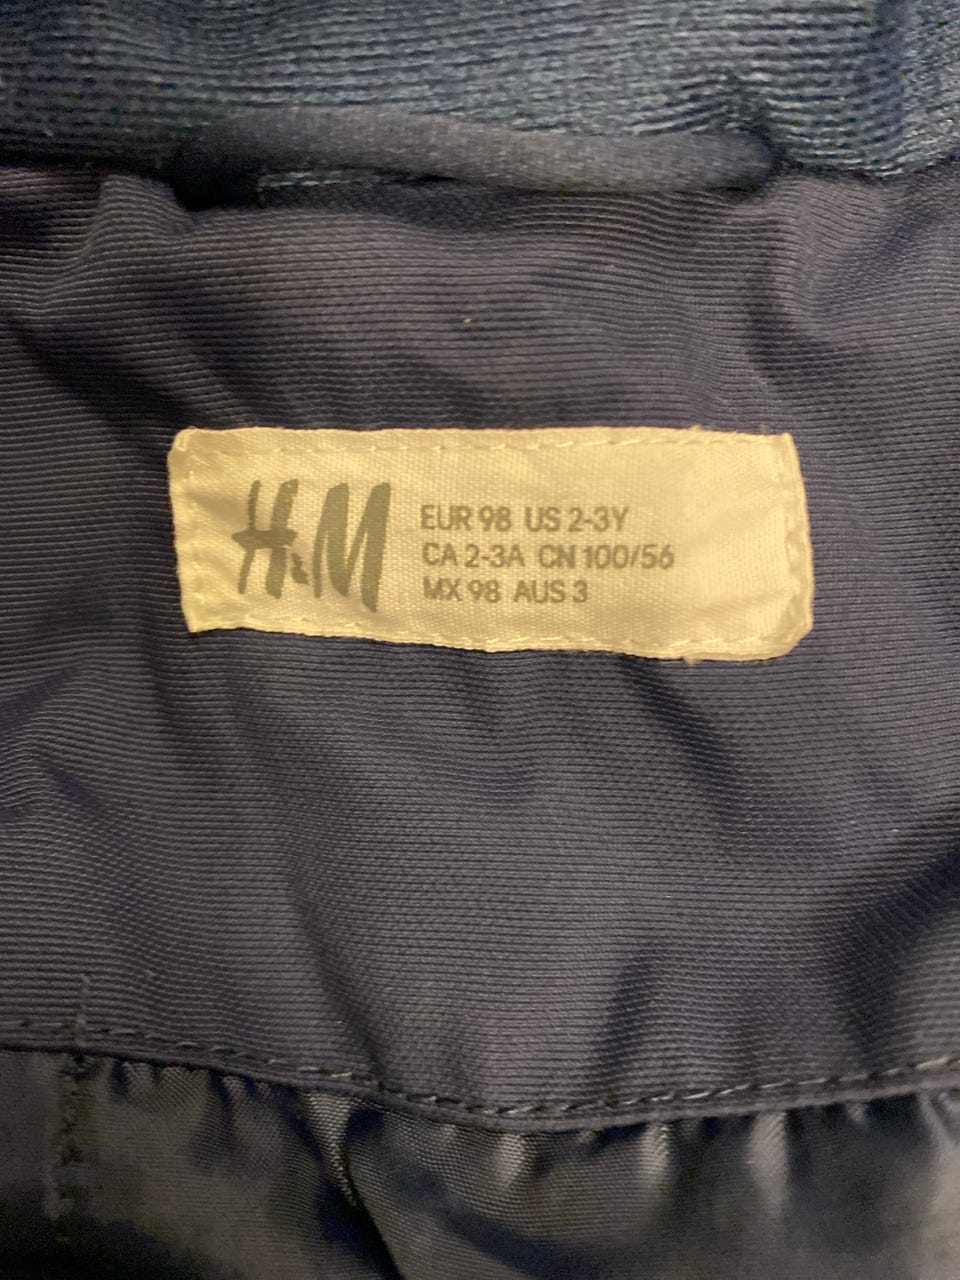 H&M
EUR 98 US 2-3Y
CA 2-3A CN 100/56
MX 98 AUS 3